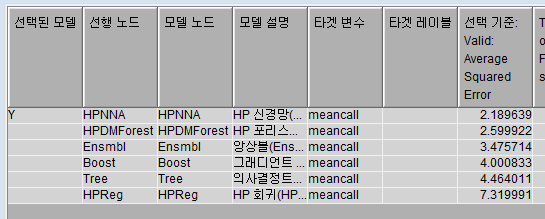 선택된 모델 선행 노드 모델 노드 모델 설명 타겟 변수 타겟 레이블 선택 기준: Valid: Average Squared Error
Y HPNNA HPNNA HP 신경망(... meancall 2.189639
HPDMForest HPDMForest HP 포리스... meancall 2.599922
Ensmbl Ensmbl 앙상블(Ens... meancall 3.475714
Boost Boost 그래디언트 meancall 4.000833
Tree Tree 의사결정트... meancall 4.464011
HPReg HPReg HP 회귀(HP... meancall 7.319991